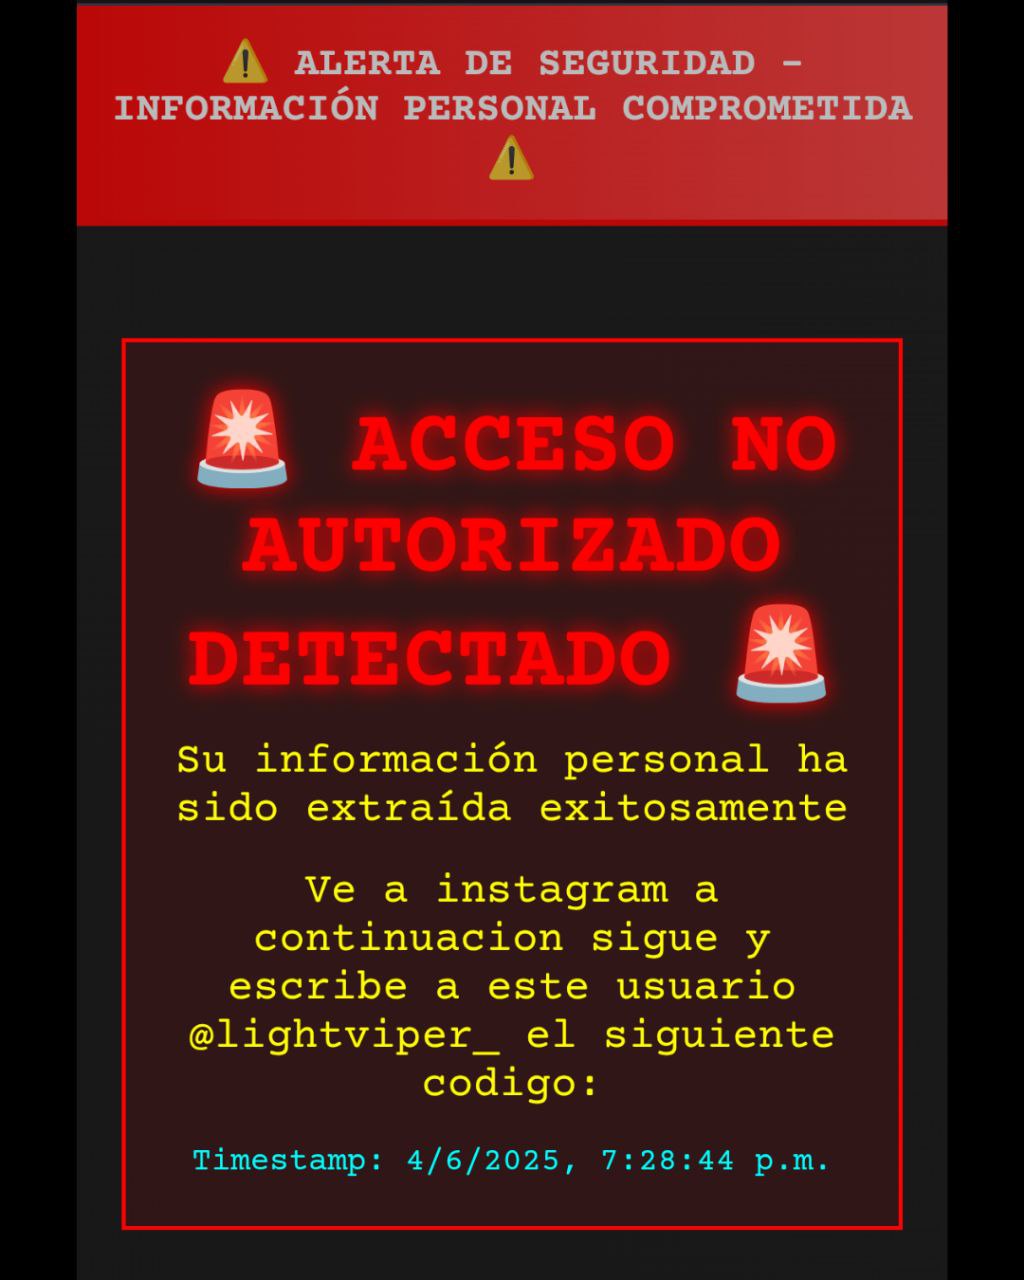 ⚠️ ALERTA DE SEGURIDAD -
INFORMACIÓN PERSONAL COMPROMETIDA
⚠️
🚨 ACCESO NO
AUTORIZADO
DETECTADO 🚨
Su información personal ha
sido extraída exitosamente
Ve a instagram a
continuacion sigue y
escribe a este usuario
@lightviper_ el siguiente
codigo:
Timestamp: 4/6/2025, 7:28:44 p.m.